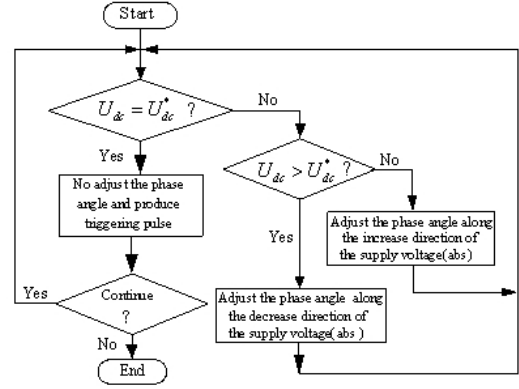 Start
U_dc = U*_dc ?
No
Yes
U_dc > U*_dc ?
No
No adjust the phase
angle and produce
triggering pulse
Adjust the phase angle along
the increase direction of
the supply voltage(abs)
Yes
Yes
Continue
?
Adjust the phase angle along
the decrease direction of
the supply voltage(abs)
No
End